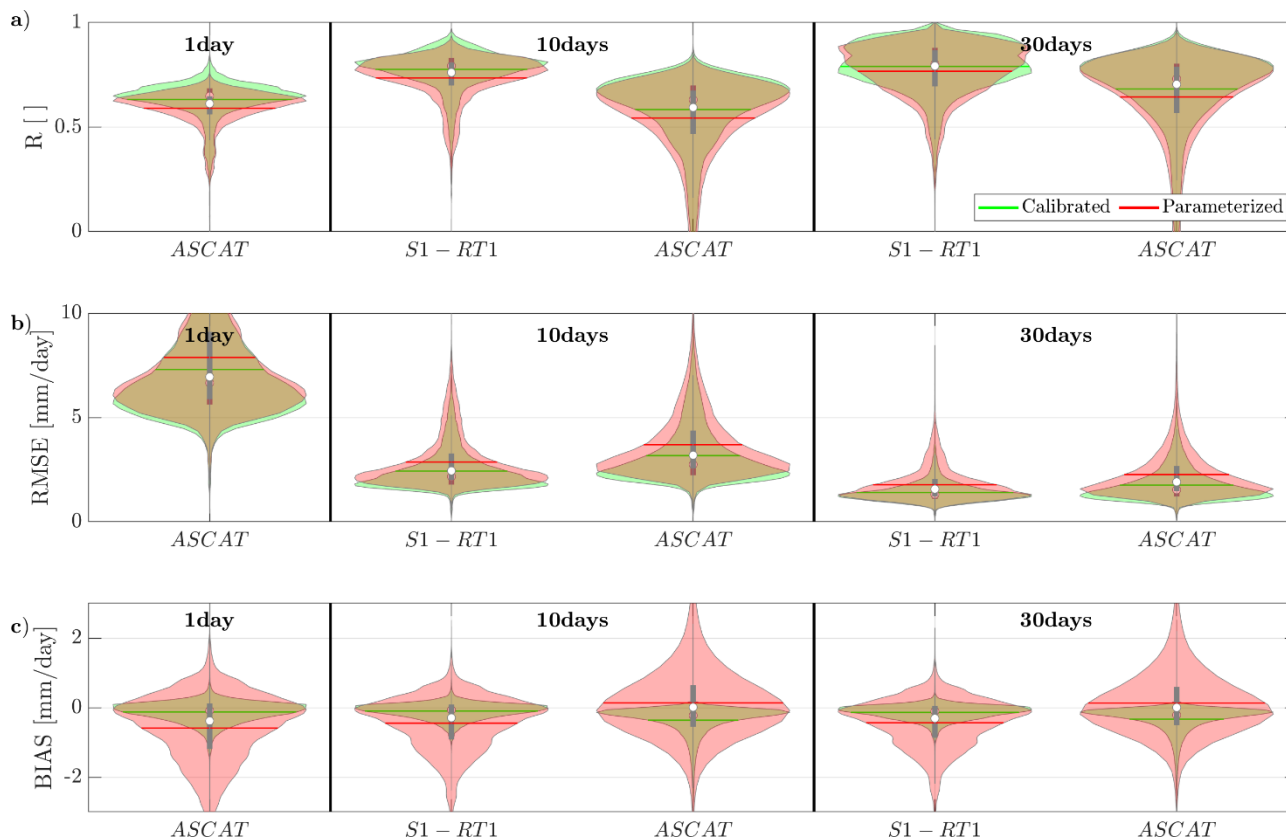 a)
1
1day
10days
30days
0.5
R [ ]
Calibrated
Parameterized
0
ASCAT
S1 − RT1
ASCAT
S1 − RT1
ASCAT
b)
10
1day
10days
30days
5
RMSE [mm/day]
0
ASCAT
S1 − RT1
ASCAT
S1 − RT1
ASCAT
c)
1day
10days
30days
2
0
BIAS [mm/day]
-2
ASCAT
S1 − RT1
ASCAT
S1 − RT1
ASCAT